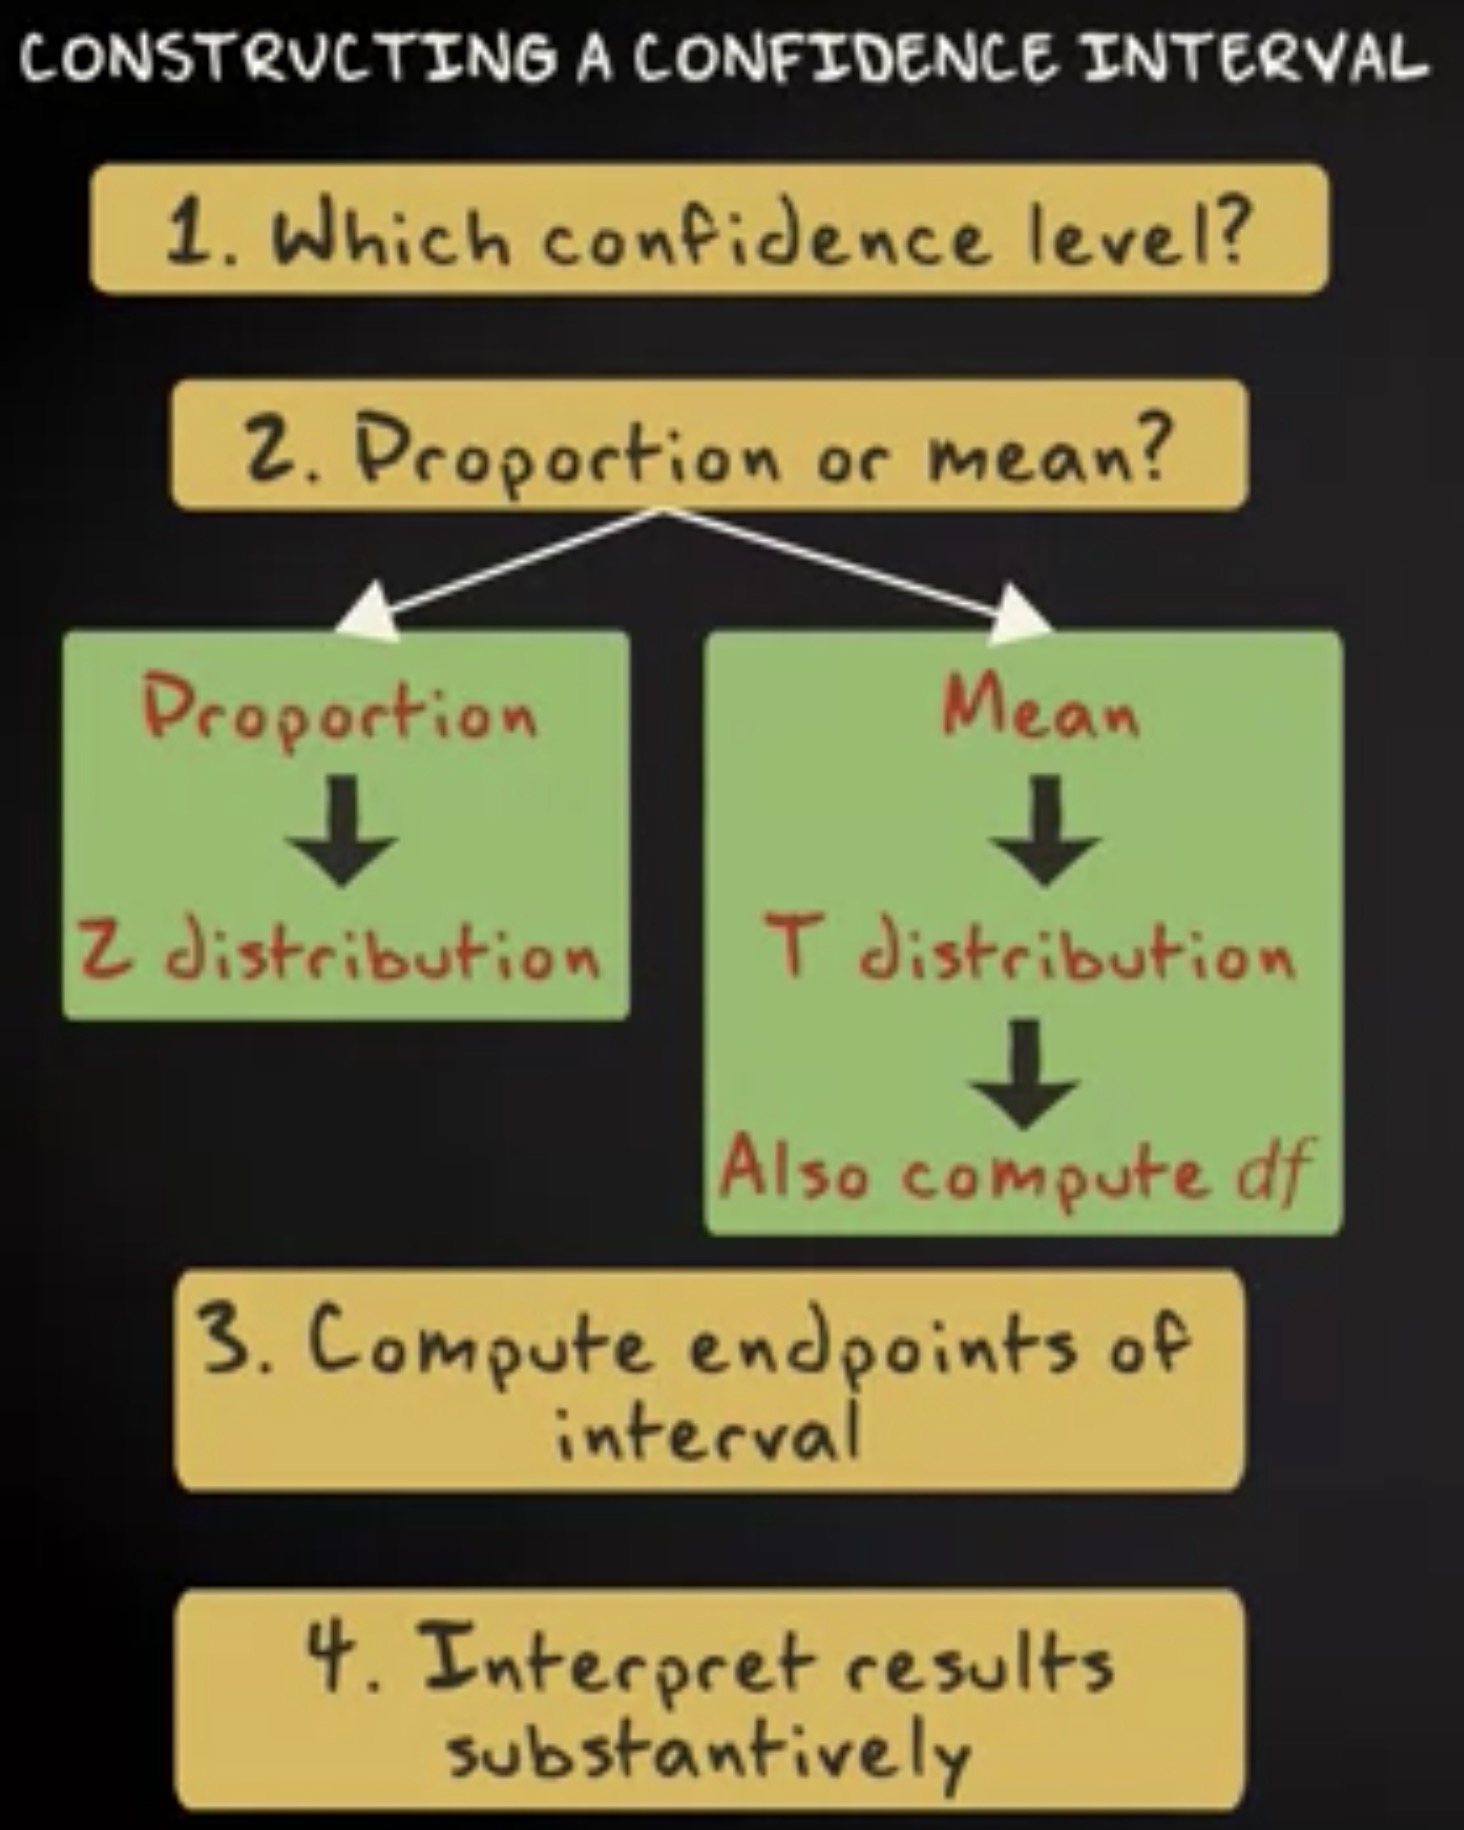 CONSTRUCTING A CONFIDENCE INTERVAL
1. Which confidence level?
2. Proportion or mean?
Proportion
Z distribution
Mean
T distribution
Also compute df
3. Compute endpoints of
interval
4. Interpret results
substantively